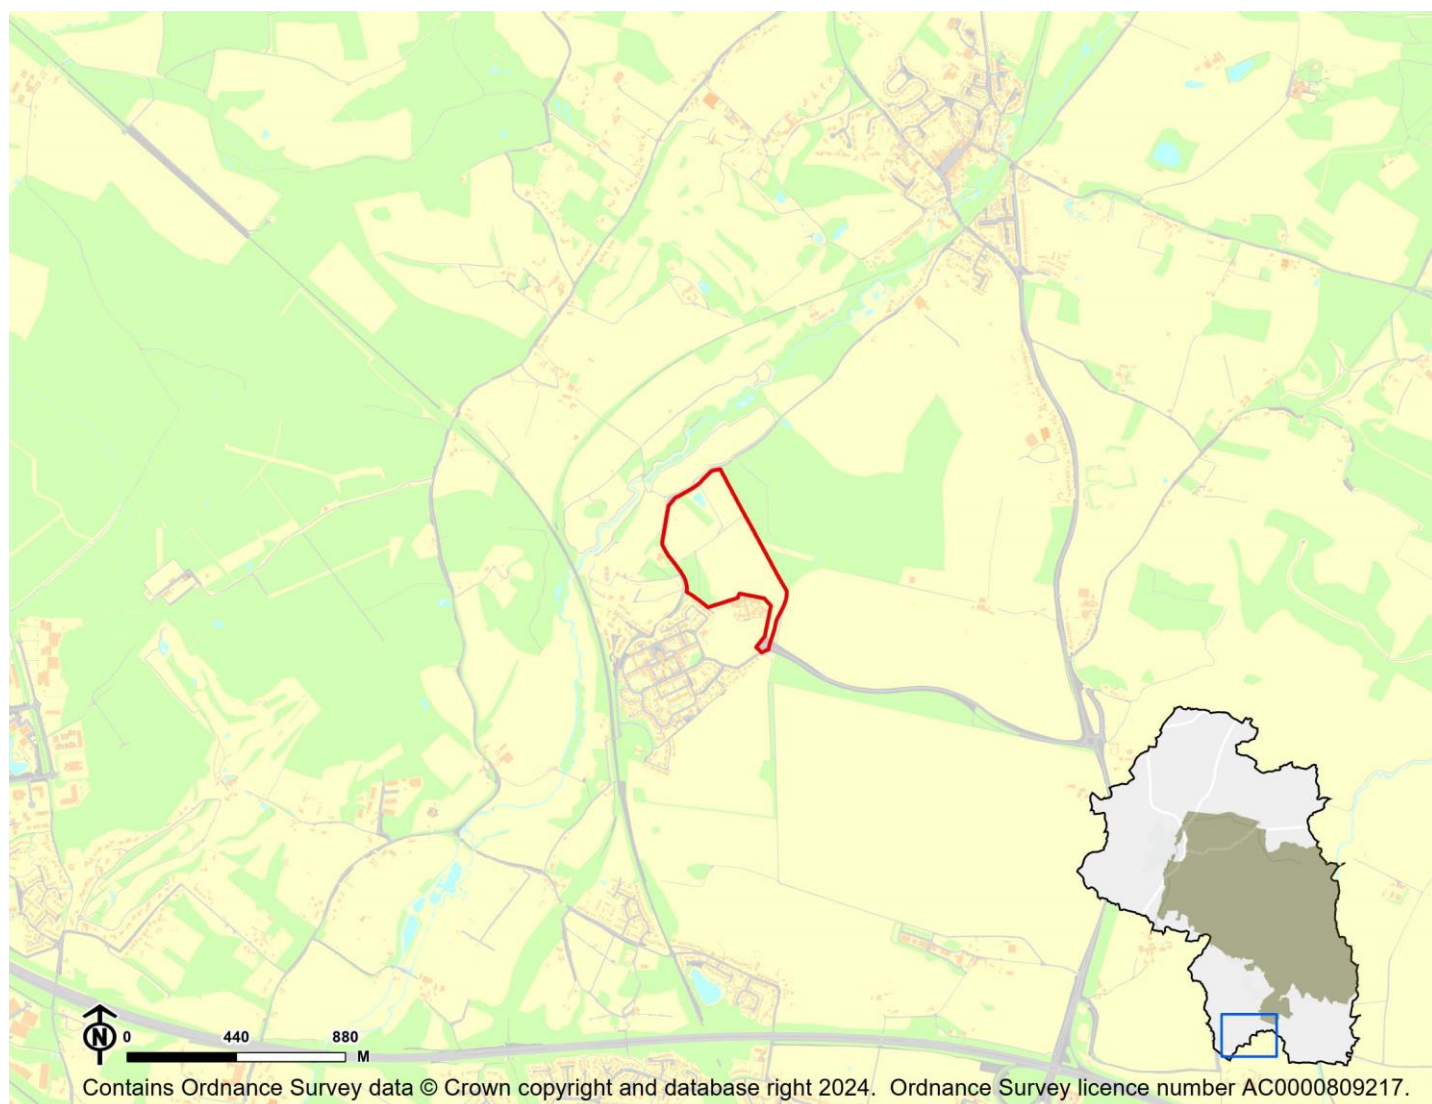 N
0 440 880
M
Contains Ordnance Survey data © Crown copyright and database right 2024. Ordnance Survey licence number AC0000809217.